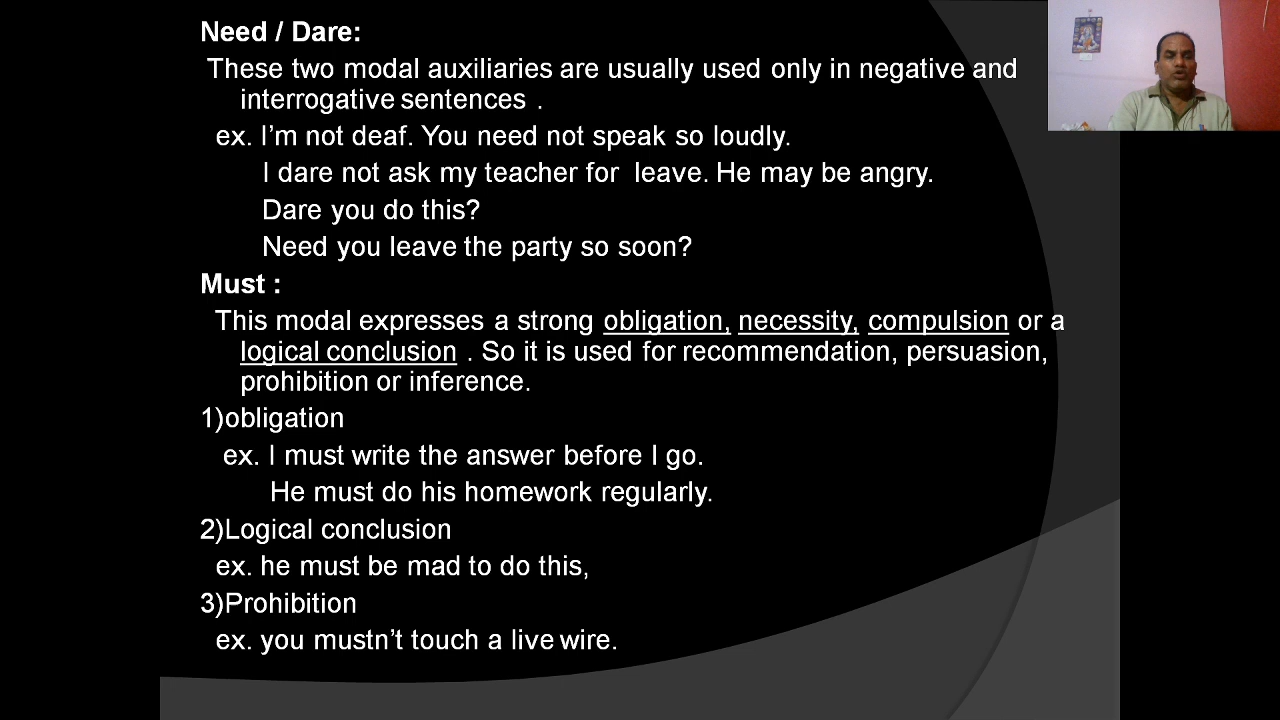 Need / Dare:
These two modal auxiliaries are usually used only in negative and
interrogative sentences .
ex. I’m not deaf. You need not speak so loudly.
I dare not ask my teacher for leave. He may be angry.
Dare you do this?
Need you leave the party so soon?
Must :
This modal expresses a strong obligation, necessity, compulsion or a
logical conclusion . So it is used for recommendation, persuasion,
prohibition or inference.
1)obligation
ex. I must write the answer before I go.
He must do his homework regularly.
2)Logical conclusion
ex. he must be mad to do this,
3)Prohibition
ex. you mustn’t touch a live wire.